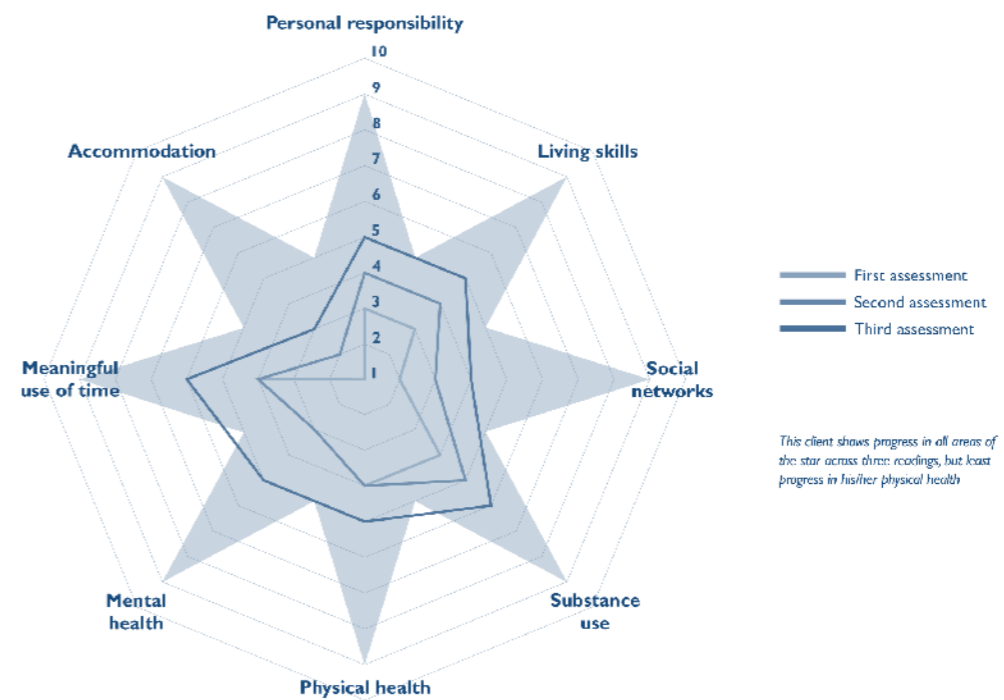 Personal responsibility
10
9
8
7
6
5
4
3
2
1
Accommodation
Living skills
Meaningful
use of time
Social
networks
Mental
health
Substance
use
Physical health
First assessment
Second assessment
Third assessment
This client shows progress in all areas of
the star across three readings, but least
progress in his/her physical health